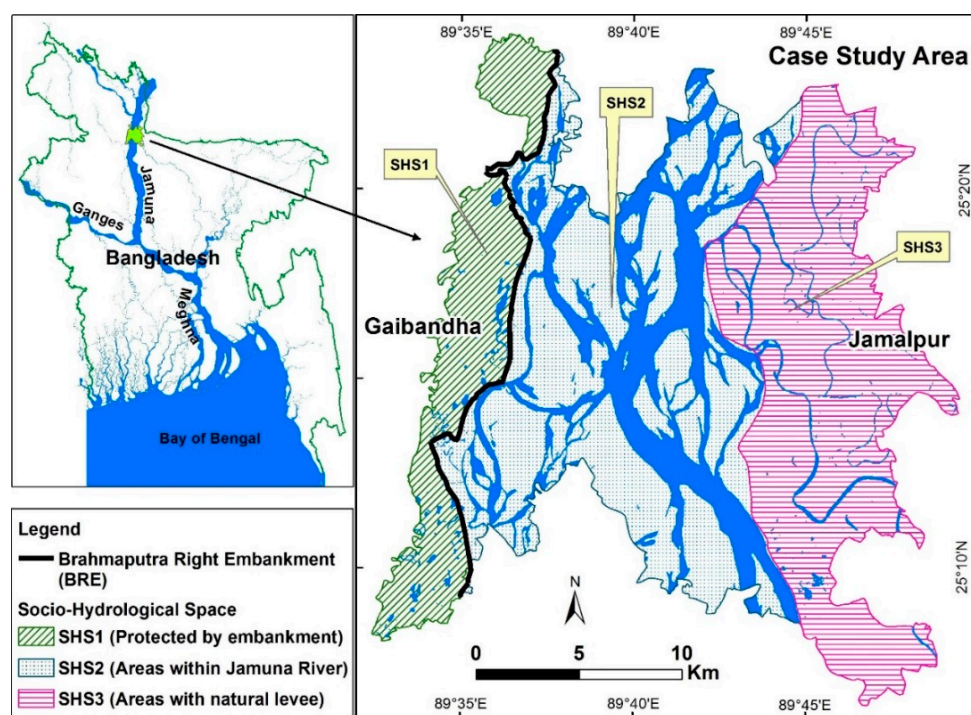 Jamuna
Ganges
Bangladesh
Meghna
Bay of Bengal
Legend
Brahmaputra Right Embankment
(BRE)
Socio-Hydrological Space
SHS1 (Protected by embankment)
SHS2 (Areas within Jamuna River)
SHS3 (Areas with natural levee)
89°35'E
89°40'E
89°45'E
Case Study Area
SHS2
SHS1
25°20'N
SHS3
Gaibandha
Jamalpur
25°10'N
N
0 5 10
Km
89°35'E
89°40'E
89°45'E